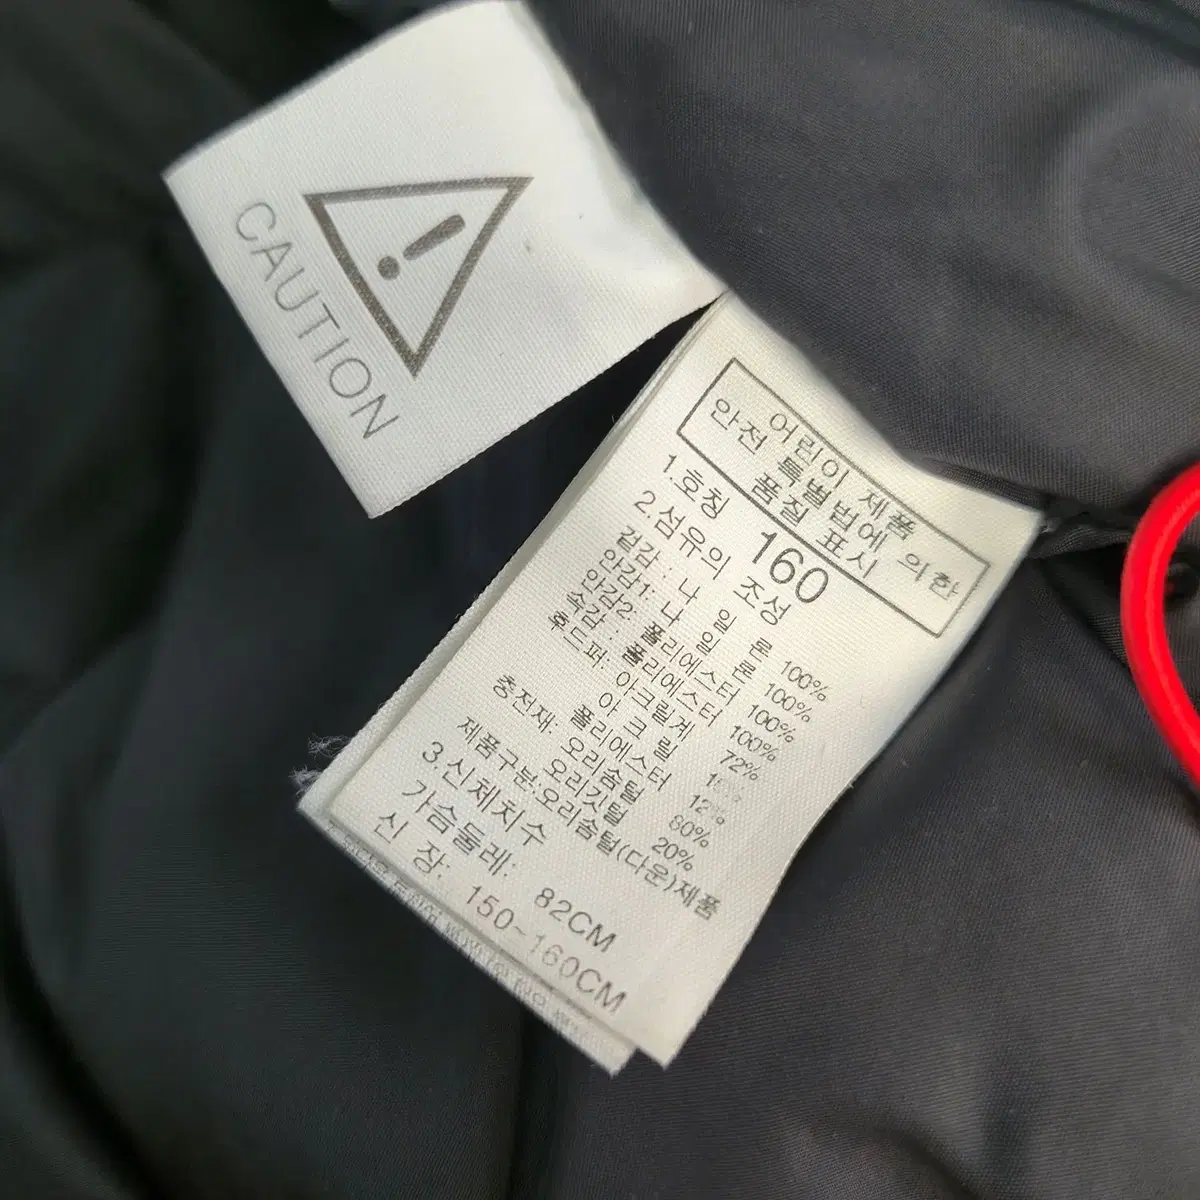 CAUTION
어린이 제품
안전 특별법에 의한
품질 표시
1.호칭 160
2.섬유의 조성
겉감 : 나 일 론 100%
안감1: 나 일 론 100%
안감2 : 폴리에스터 100%
속감 : 폴리에스터 100%
후드퍼: 아크릴계 72%
아 크 릴
폴리에스터 12%
충전재: 오리솜털 80%
오리깃털 20%
제품구분:오리솜털(다운)제품
3.신체치수
가슴둘레: 82CM
신 장: 150~160CM